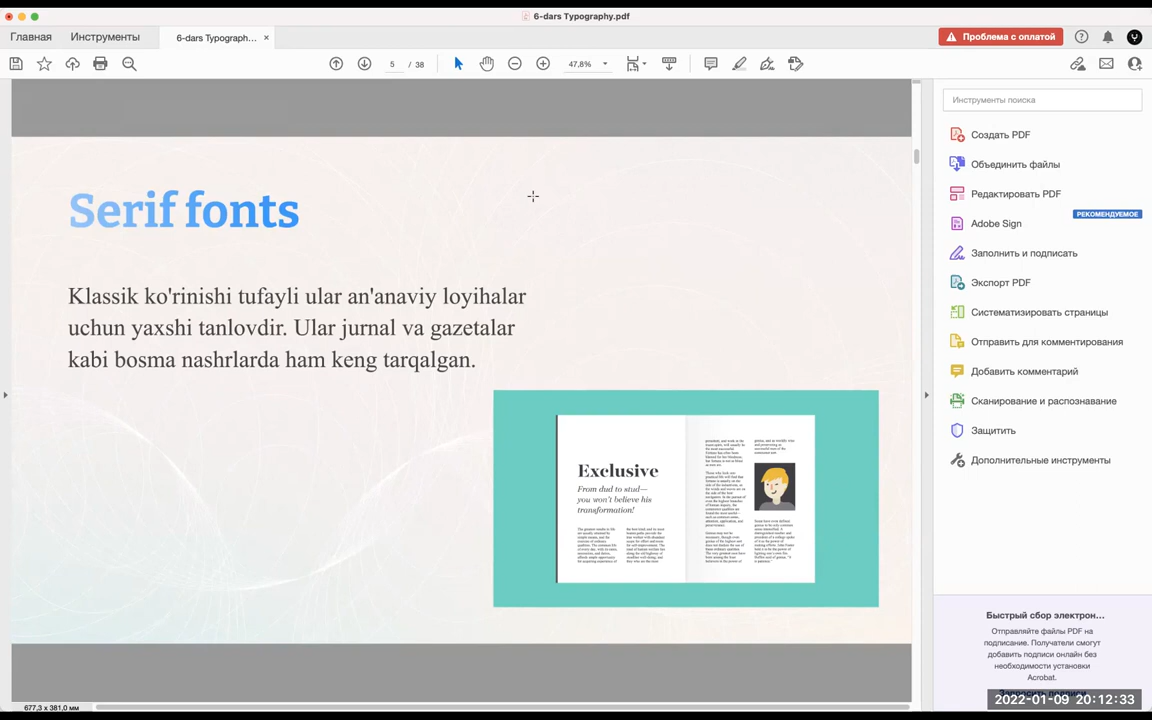 6-dars Typography.pdf
Главная
Инструменты
6-dars Typograph... ×
Проблема с оплатой
5 / 38
47,8%
Инструменты поиска
Создать PDF
Объединить файлы
Редактировать PDF
РЕКОМЕНДУЕМОЕ
Adobe Sign
Заполнить и подписать
Экспорт PDF
Систематизировать страницы
Отправить для комментирования
Добавить комментарий
Сканирование и распознавание
Защитить
Дополнительные инструменты
Быстрый сбор электрон...
Отправляйте файлы PDF на
подписание. Получатели смогут
добавить подписи онлайн без
необходимости установки
Acrobat.
Запросить подписи
2022-01-09 20:12:33
Serif fonts
Klassik ko'rinishi tufayli ular an'anaviy loyihalar
uchun yaxshi tanlovdir. Ular jurnal va gazetalar
kabi bosma nashrlarda ham keng tarqalgan.
Exclusive
From dud to stud—
you won't believe his
transformation!
677,3 x 381,0 мм